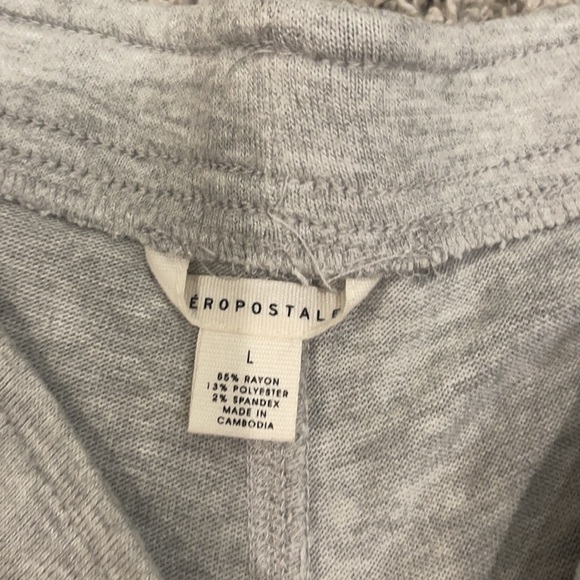 ÉROPOSTALE
L
85% RAYON
13% POLYESTER
2% SPANDEX
MADE IN
CAMBODIA